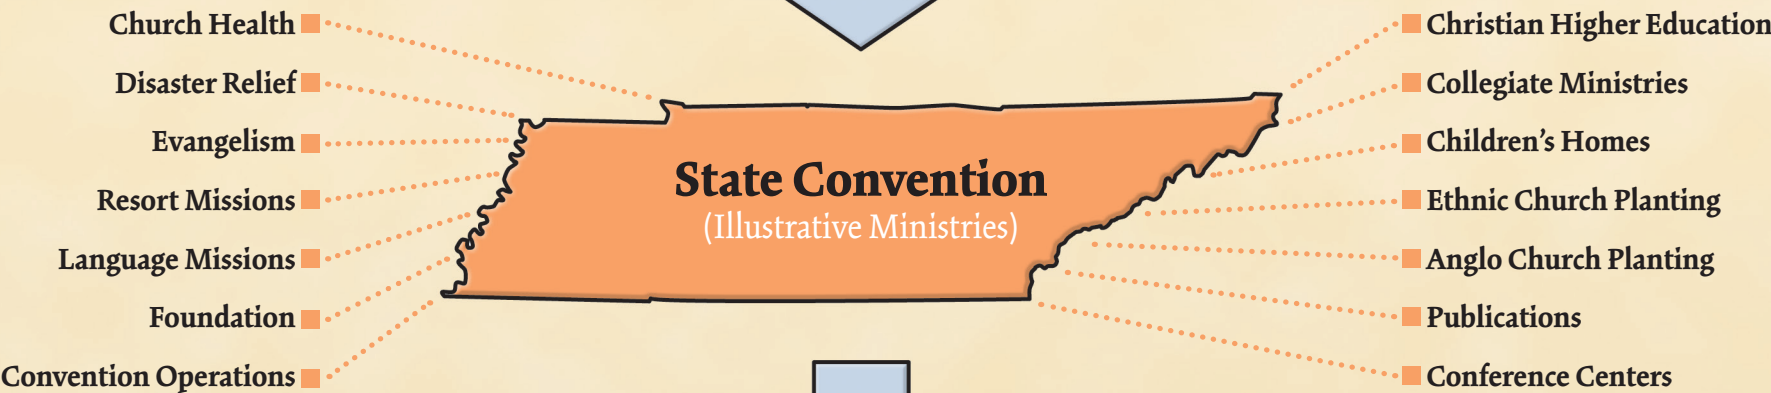 Church Health
Disaster Relief
Evangelism
Resort Missions
Language Missions
Foundation
Convention Operations
State Convention
(Illustrative Ministries)
Christian Higher Education
Collegiate Ministries
Children’s Homes
Ethnic Church Planting
Anglo Church Planting
Publications
Conference Centers